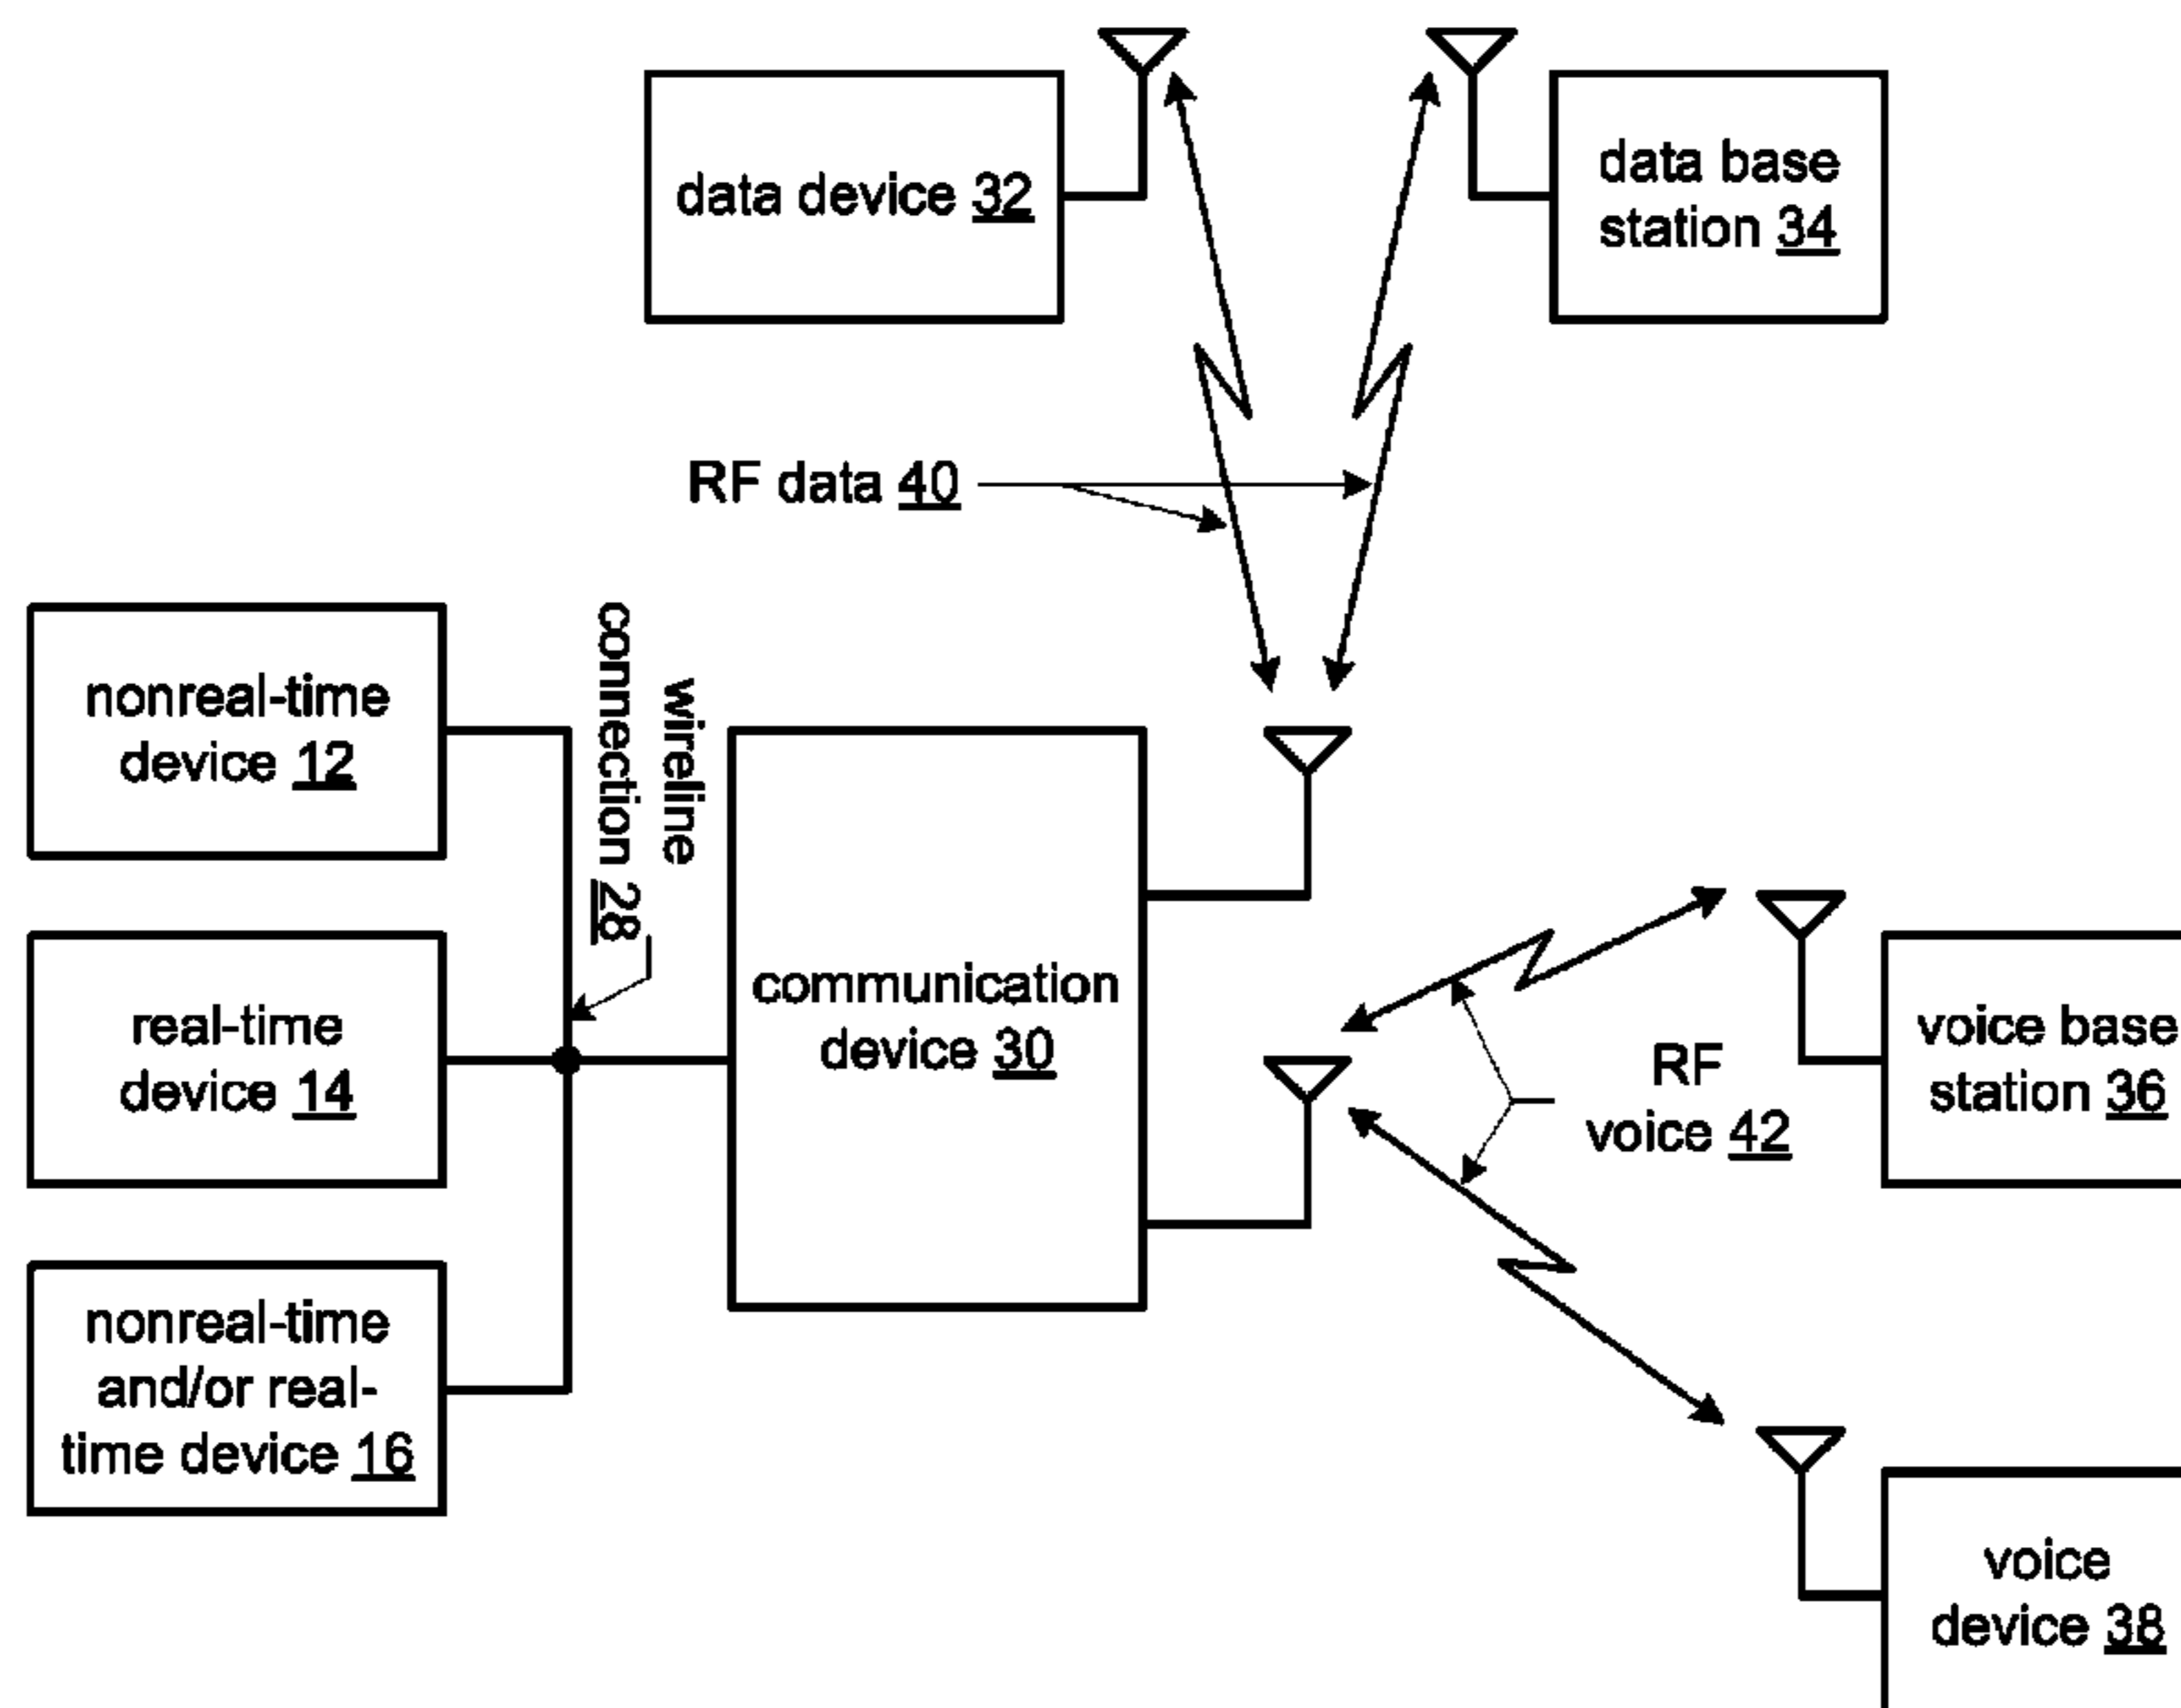 data device 32
data base
station 34
RF data 40
nonreal-time
device 12
wireline
connection 28
communication
device 30
real-time
device 14
voice base
station 36
RF
voice 42
nonreal-time
and/or real-
time device 16
voice
device 38